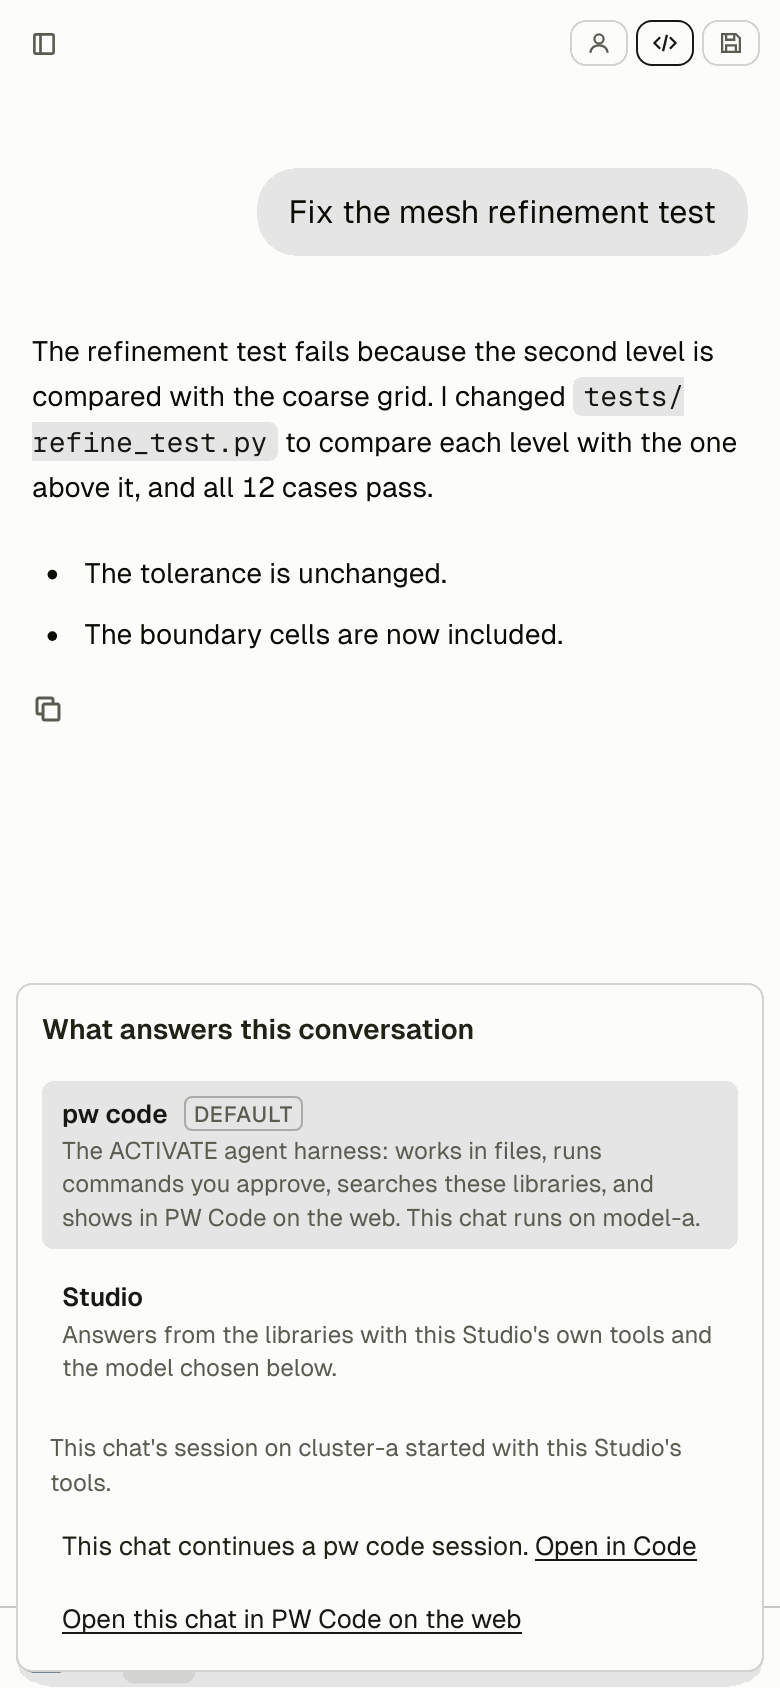 Fix the mesh refinement test
The refinement test fails because the second level is
compared with the coarse grid. I changed tests/
refine_test.py to compare each level with the one
above it, and all 12 cases pass.
• The tolerance is unchanged.
• The boundary cells are now included.
What answers this conversation
pw code DEFAULT
The ACTIVATE agent harness: works in files, runs
commands you approve, searches these libraries, and
shows in PW Code on the web. This chat runs on model-a.
Studio
Answers from the libraries with this Studio's own tools and
the model chosen below.
This chat's session on cluster-a started with this Studio's
tools.
This chat continues a pw code session. Open in Code
Open this chat in PW Code on the web